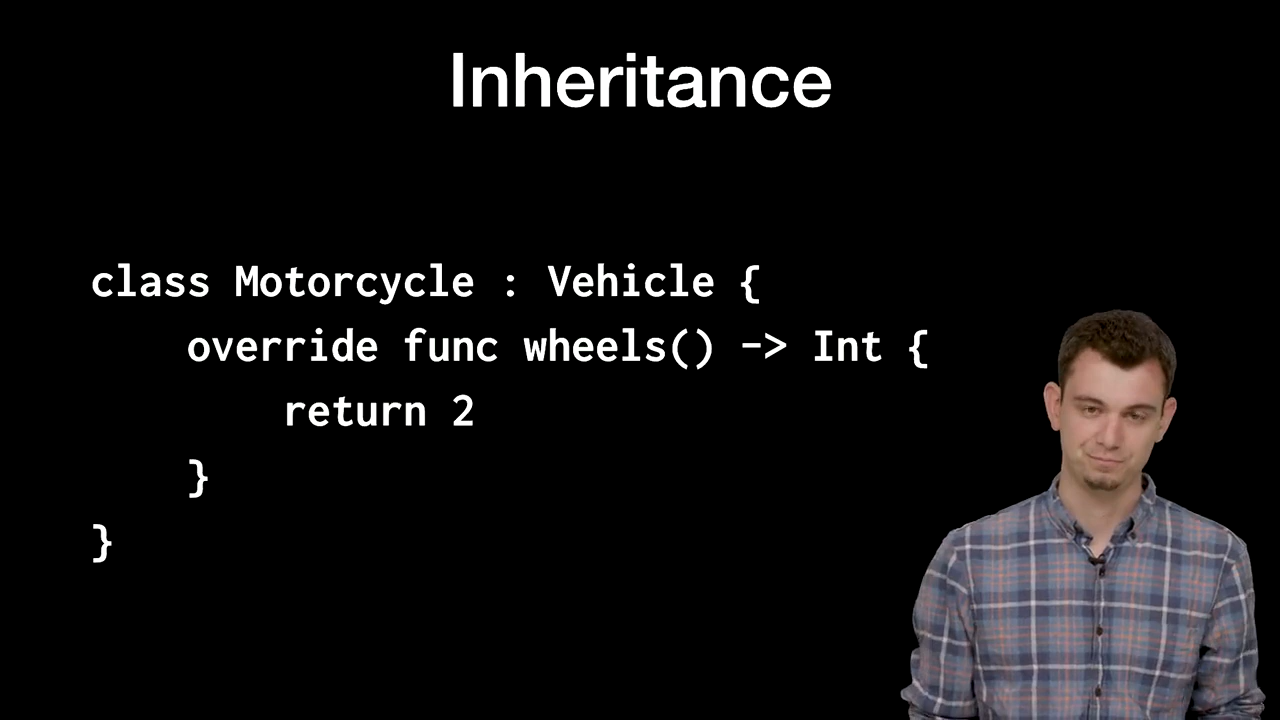 Inheritance
class Motorcycle : Vehicle {
    override func wheels() -> Int {
        return 2
    }
}